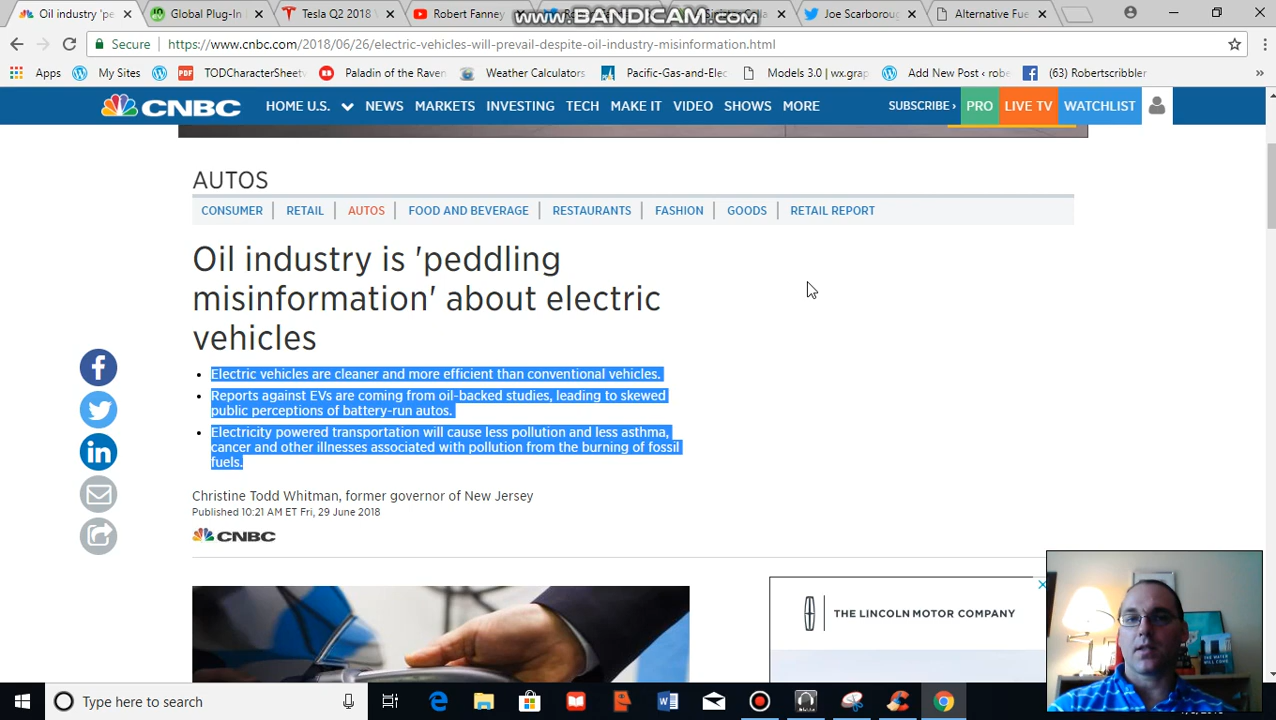 Oil industry 'pe
Global Plug-In
Tesla Q2 2018
Robert Fanney
Joe Scarboroug
Alternative Fue
www.BANDICAM.com
Secure
https://www.cnbc.com/2018/06/26/electric-vehicles-will-prevail-despite-oil-industry-misinformation.html
Apps
My Sites
PDF
TODCharacterSheet
Paladin of the Raven
Weather Calculators
Pacific-Gas-and-Elec
Models 3.0 | wx.grap
Add New Post ‹ robe
(63) Robertscribbler
CNBC
HOME U.S.
NEWS
MARKETS
INVESTING
TECH
MAKE IT
VIDEO
SHOWS
MORE
SUBSCRIBE ›
PRO
LIVE TV
WATCHLIST
AUTOS
CONSUMER
RETAIL
AUTOS
FOOD AND BEVERAGE
RESTAURANTS
FASHION
GOODS
RETAIL REPORT
Oil industry is 'peddling
misinformation' about electric
vehicles
Electric vehicles are cleaner and more efficient than conventional vehicles.
Reports against EVs are coming from oil-backed studies, leading to skewed
public perceptions of battery-run autos.
Electricity powered transportation will cause less pollution and less asthma,
cancer and other illnesses associated with pollution from the burning of fossil
fuels.
Christine Todd Whitman, former governor of New Jersey
Published 10:21 AM ET Fri, 29 June 2018
CNBC
THE LINCOLN MOTOR COMPANY
THE WATER
WILL COME
Type here to search